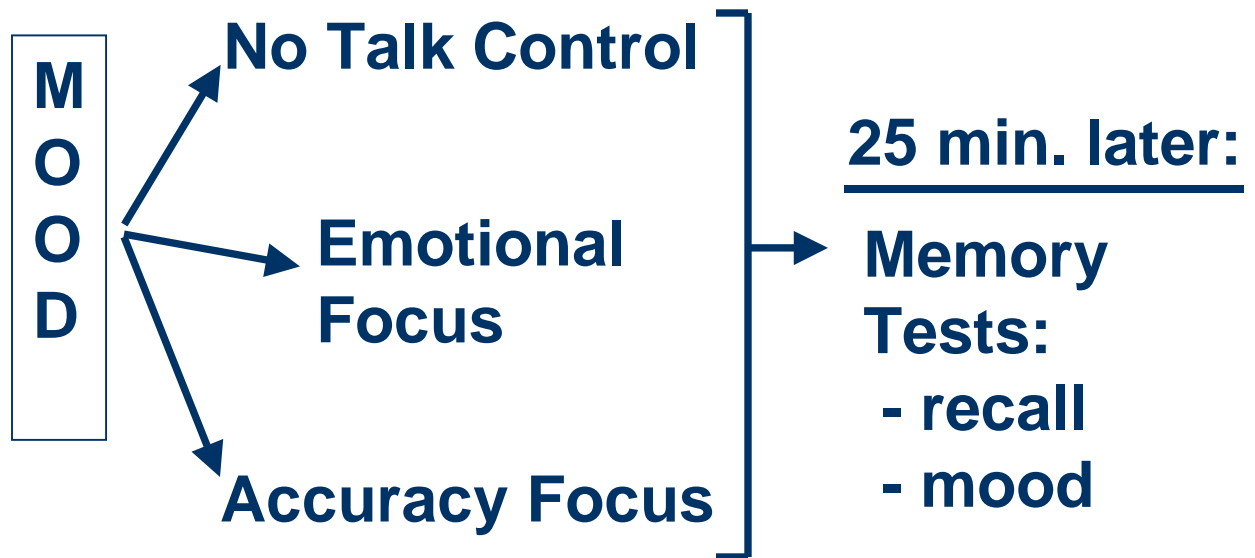 M
O
O
D
No Talk Control
Emotional
Focus
Accuracy Focus
25 min. later:
Memory
Tests:
- recall
- mood